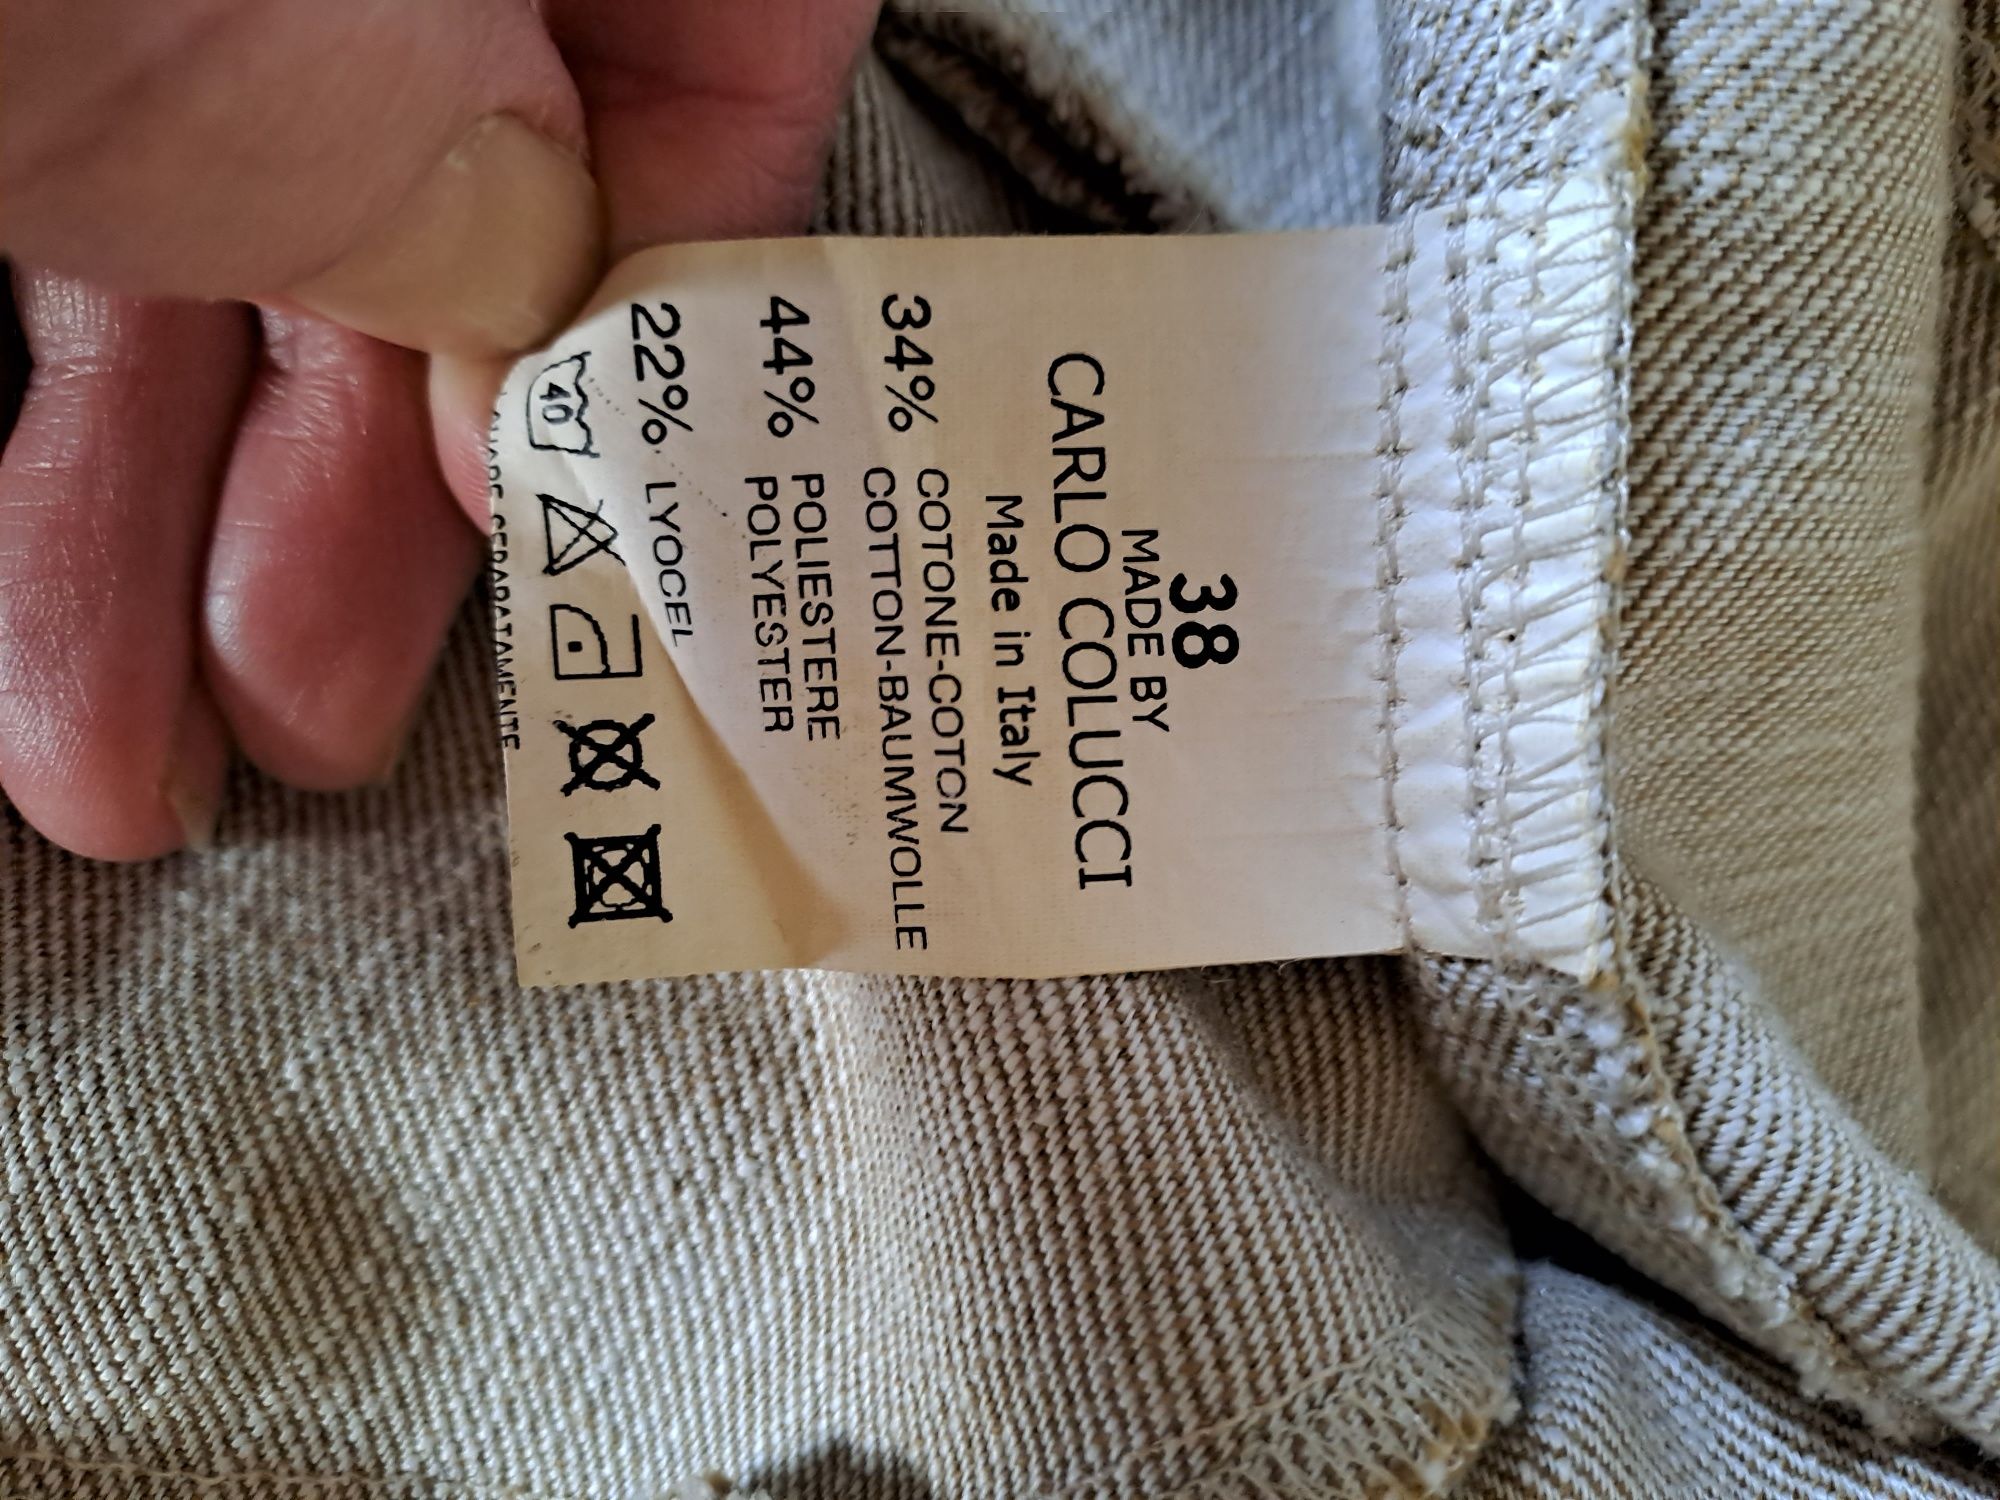 38
MADE BY
CARLO COLUCCI
Made in Italy
34% COTONE-COTON
COTTON-BAUMWOLLE
44% POLIESTERE
POLYESTER
22% LYOCEL
40
SEPARATAMENTE